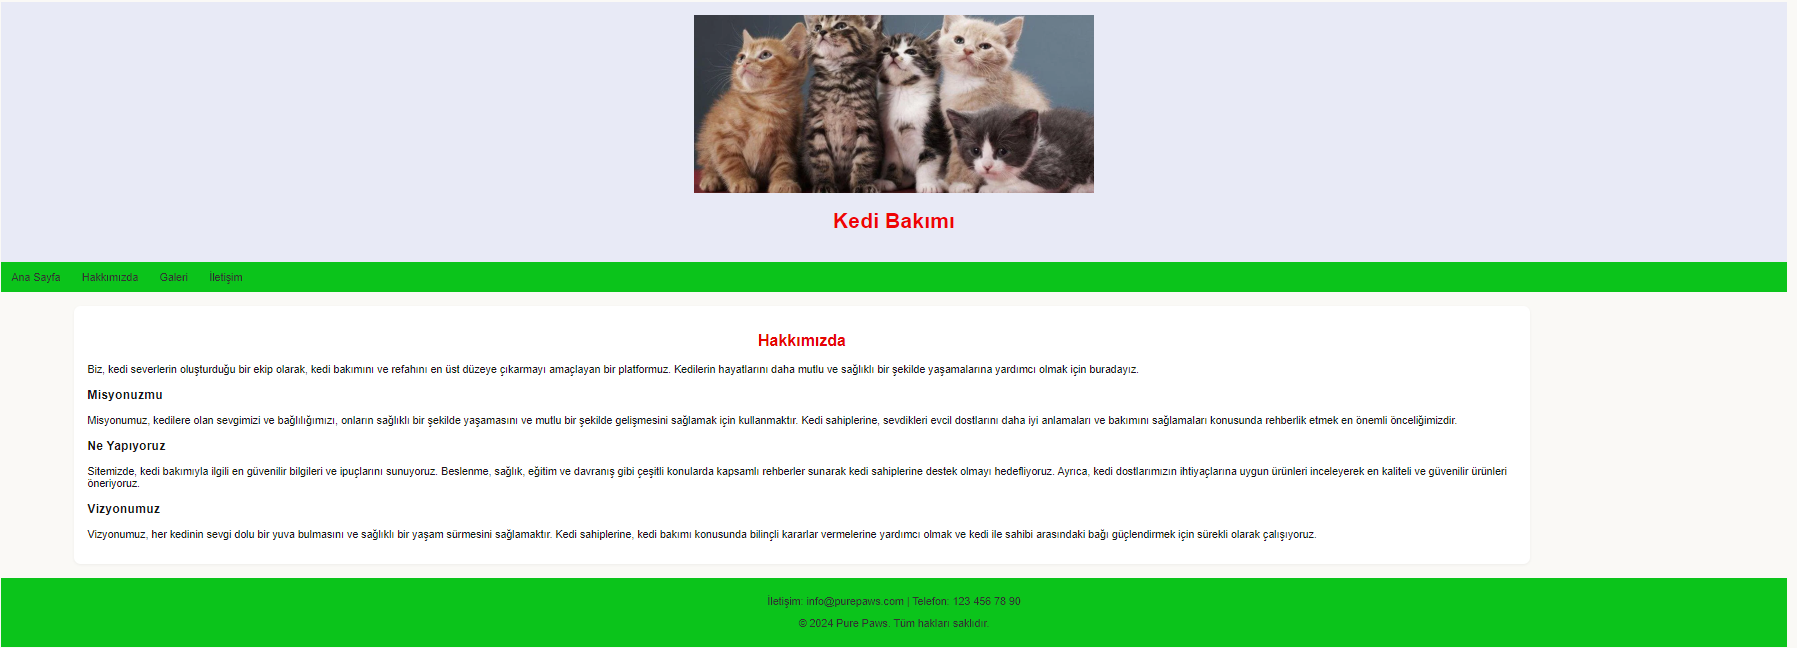 Kedi Bakımı
Ana Sayfa Hakkımızda Galeri İletişim
Hakkımızda
Biz, kedi severlerin oluşturduğu bir ekip olarak, kedi bakımını ve refahını en üst düzeye çıkarmayı amaçlayan bir platformuz. Kedilerin hayatlarını daha mutlu ve sağlıklı bir şekilde yaşamalarına yardımcı olmak için buradayız.
Misyonuzmu
Misyonumuz, kedilere olan sevgimizi ve bağlılığımızı, onların sağlıklı bir şekilde yaşamasını ve mutlu bir şekilde gelişmesini sağlamak için kullanmaktır. Kedi sahiplerine, sevdikleri evcil dostlarını daha iyi anlamaları ve bakımını sağlamaları konusunda rehberlik etmek en önemli önceliğimizdir.
Ne Yapıyoruz
Sitemizde, kedi bakımıyla ilgili en güvenilir bilgileri ve ipuçlarını sunuyoruz. Beslenme, sağlık, eğitim ve davranış gibi çeşitli konularda kapsamlı rehberler sunarak kedi sahiplerine destek olmayı hedefliyoruz. Ayrıca, kedi dostlarımızın ihtiyaçlarına uygun ürünleri inceleyerek en kaliteli ve güvenilir ürünleri
öneriyoruz.
Vizyonumuz
Vizyonumuz, her kedinin sevgi dolu bir yuva bulmasını ve sağlıklı bir yaşam sürmesini sağlamaktır. Kedi sahiplerine, kedi bakımı konusunda bilinçli kararlar vermelerine yardımcı olmak ve kedi ile sahibi arasındaki bağı güçlendirmek için sürekli olarak çalışıyoruz.
İletişim: info@purepaws.com | Telefon: 123 456 78 90
© 2024 Pure Paws. Tüm hakları saklıdır.